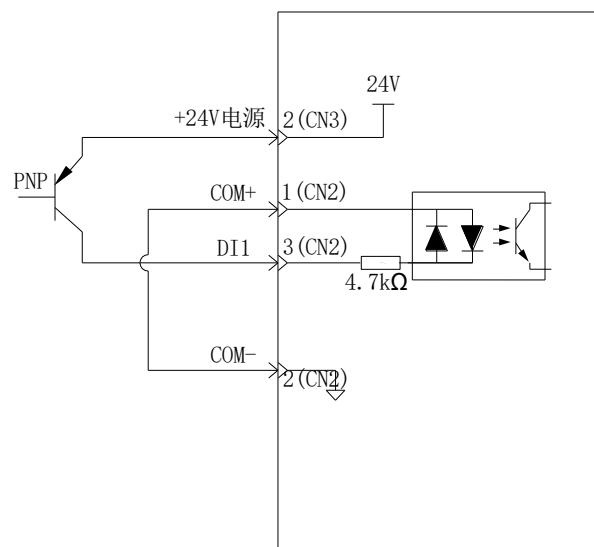 24V
+24V电源
2(CN3)
PNP
COM+
1(CN2)
DI1
3(CN2)
4.7kΩ
COM-
2(CN2)